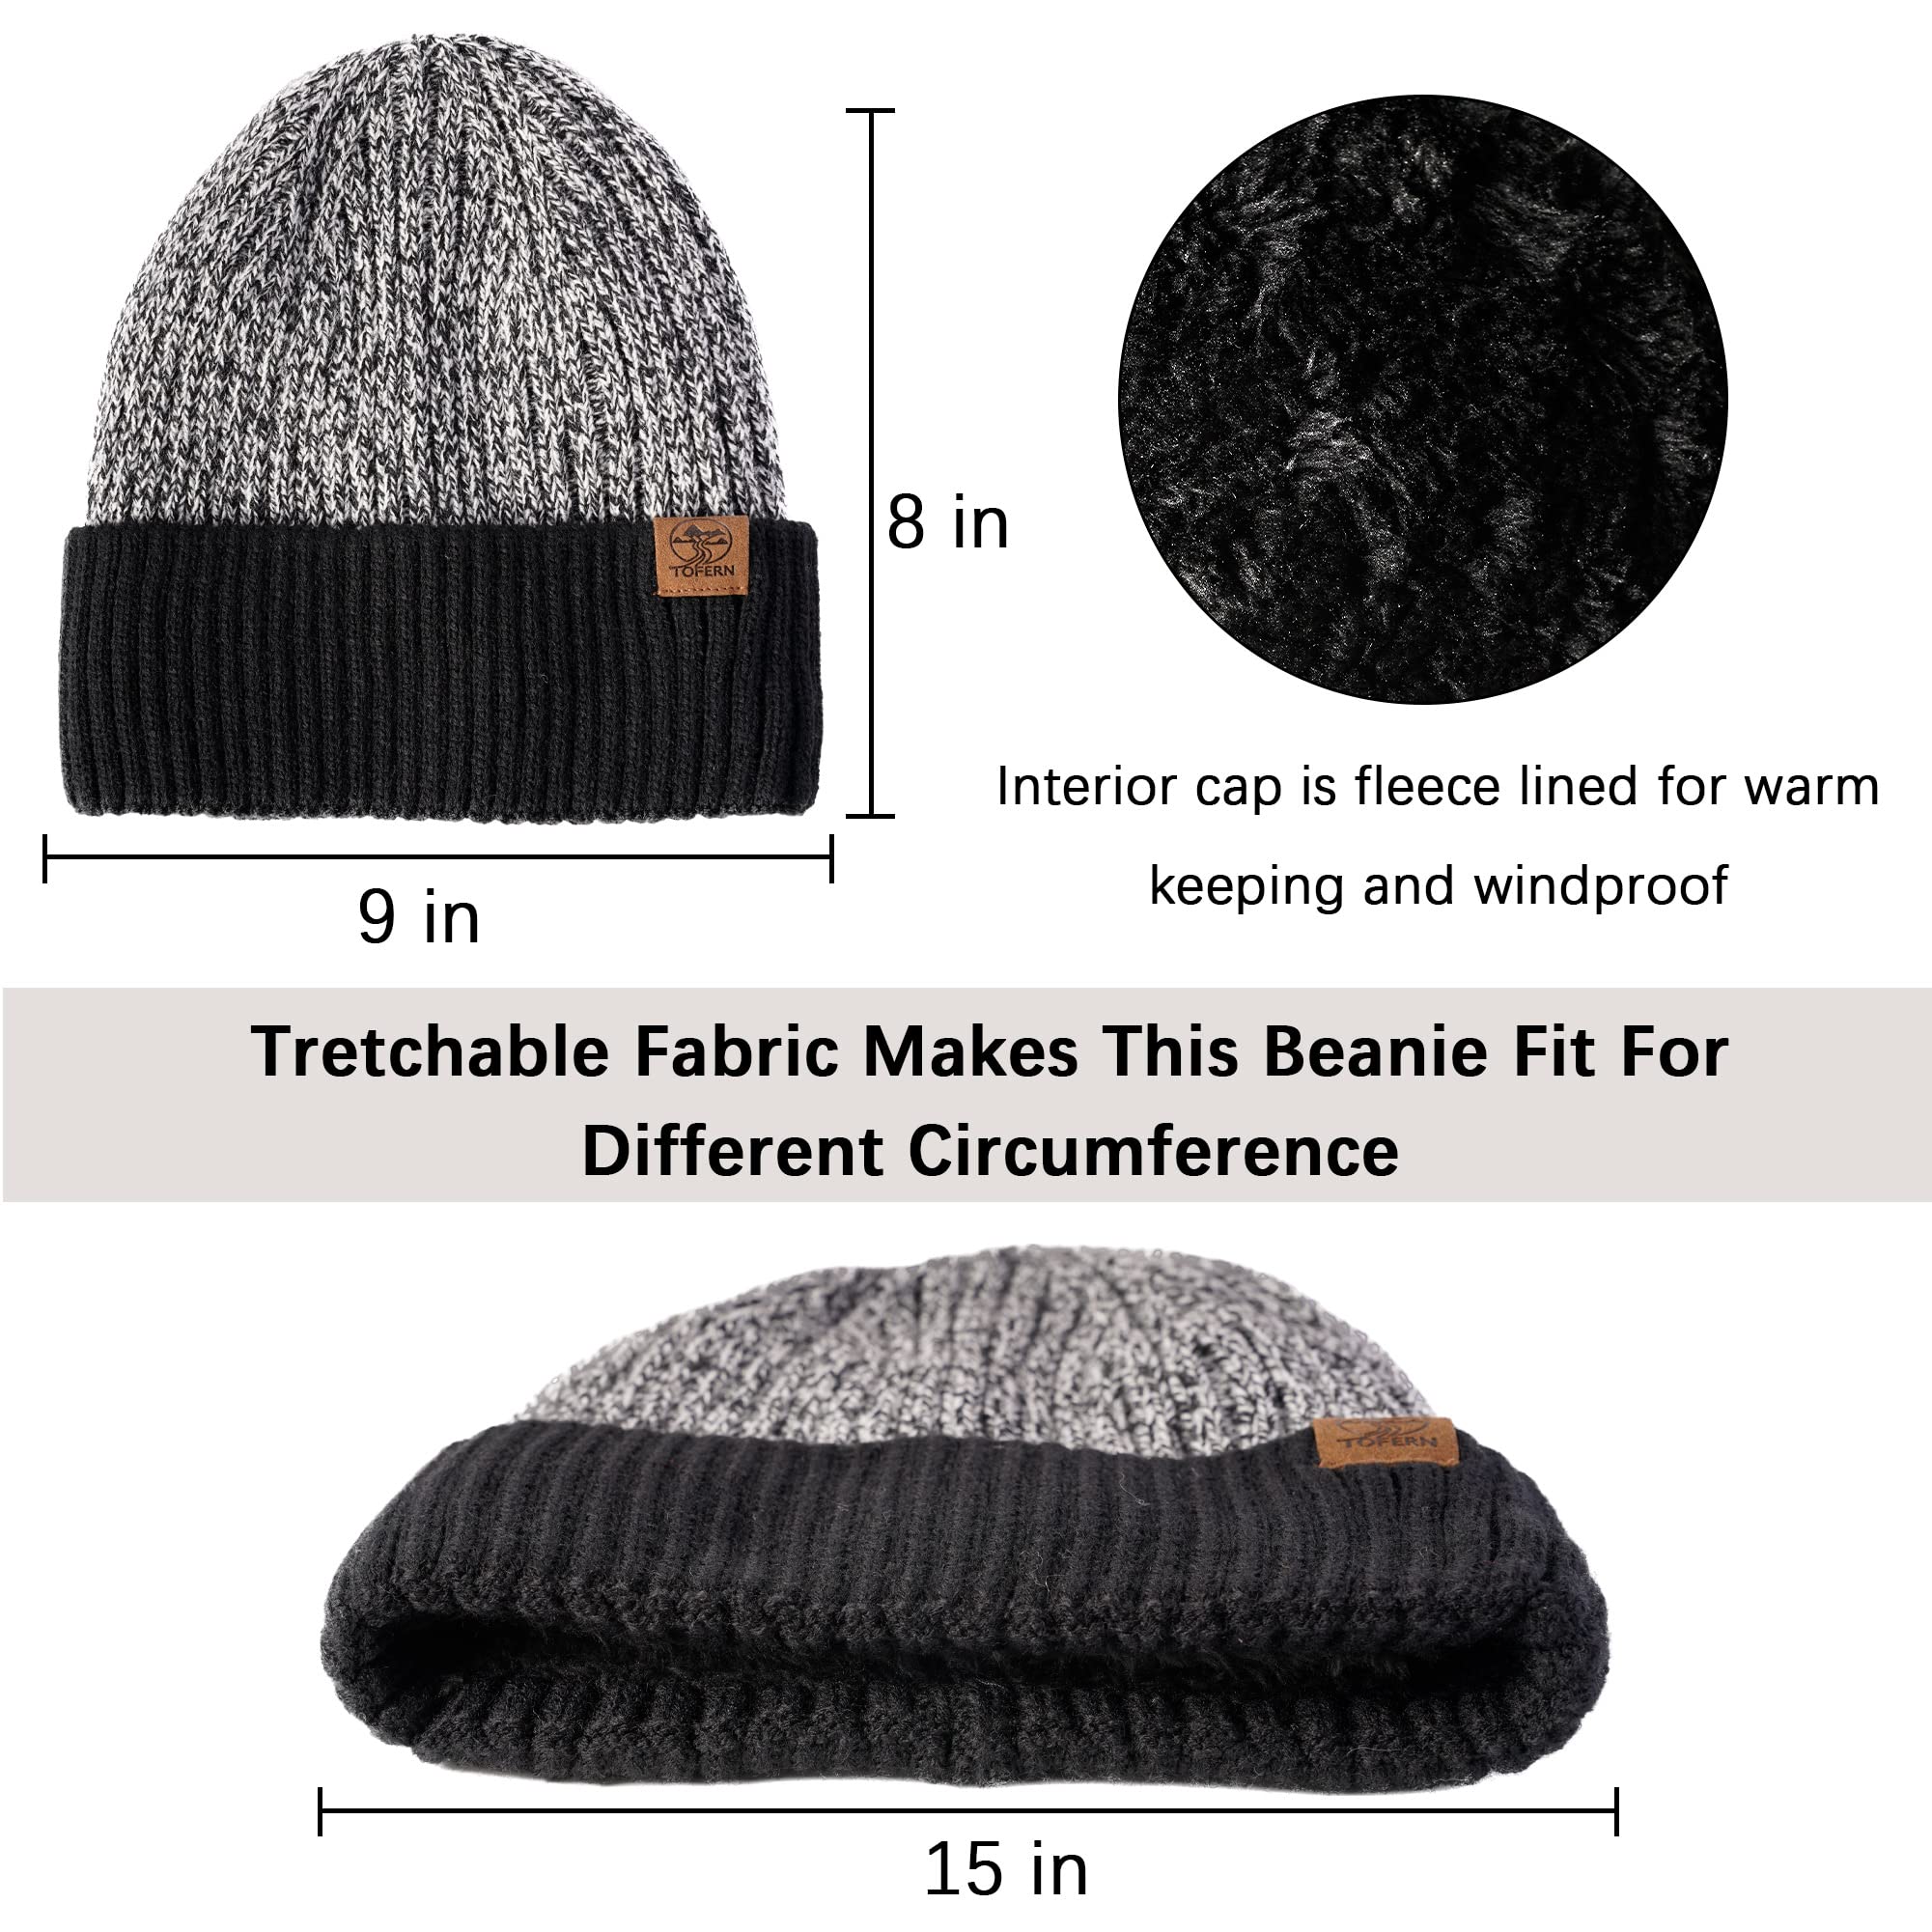 TOFERN
8 in
9 in
Interior cap is fleece lined for warm
keeping and windproof
Tretchable Fabric Makes This Beanie Fit For
Different Circumference
TOFERN
15 in